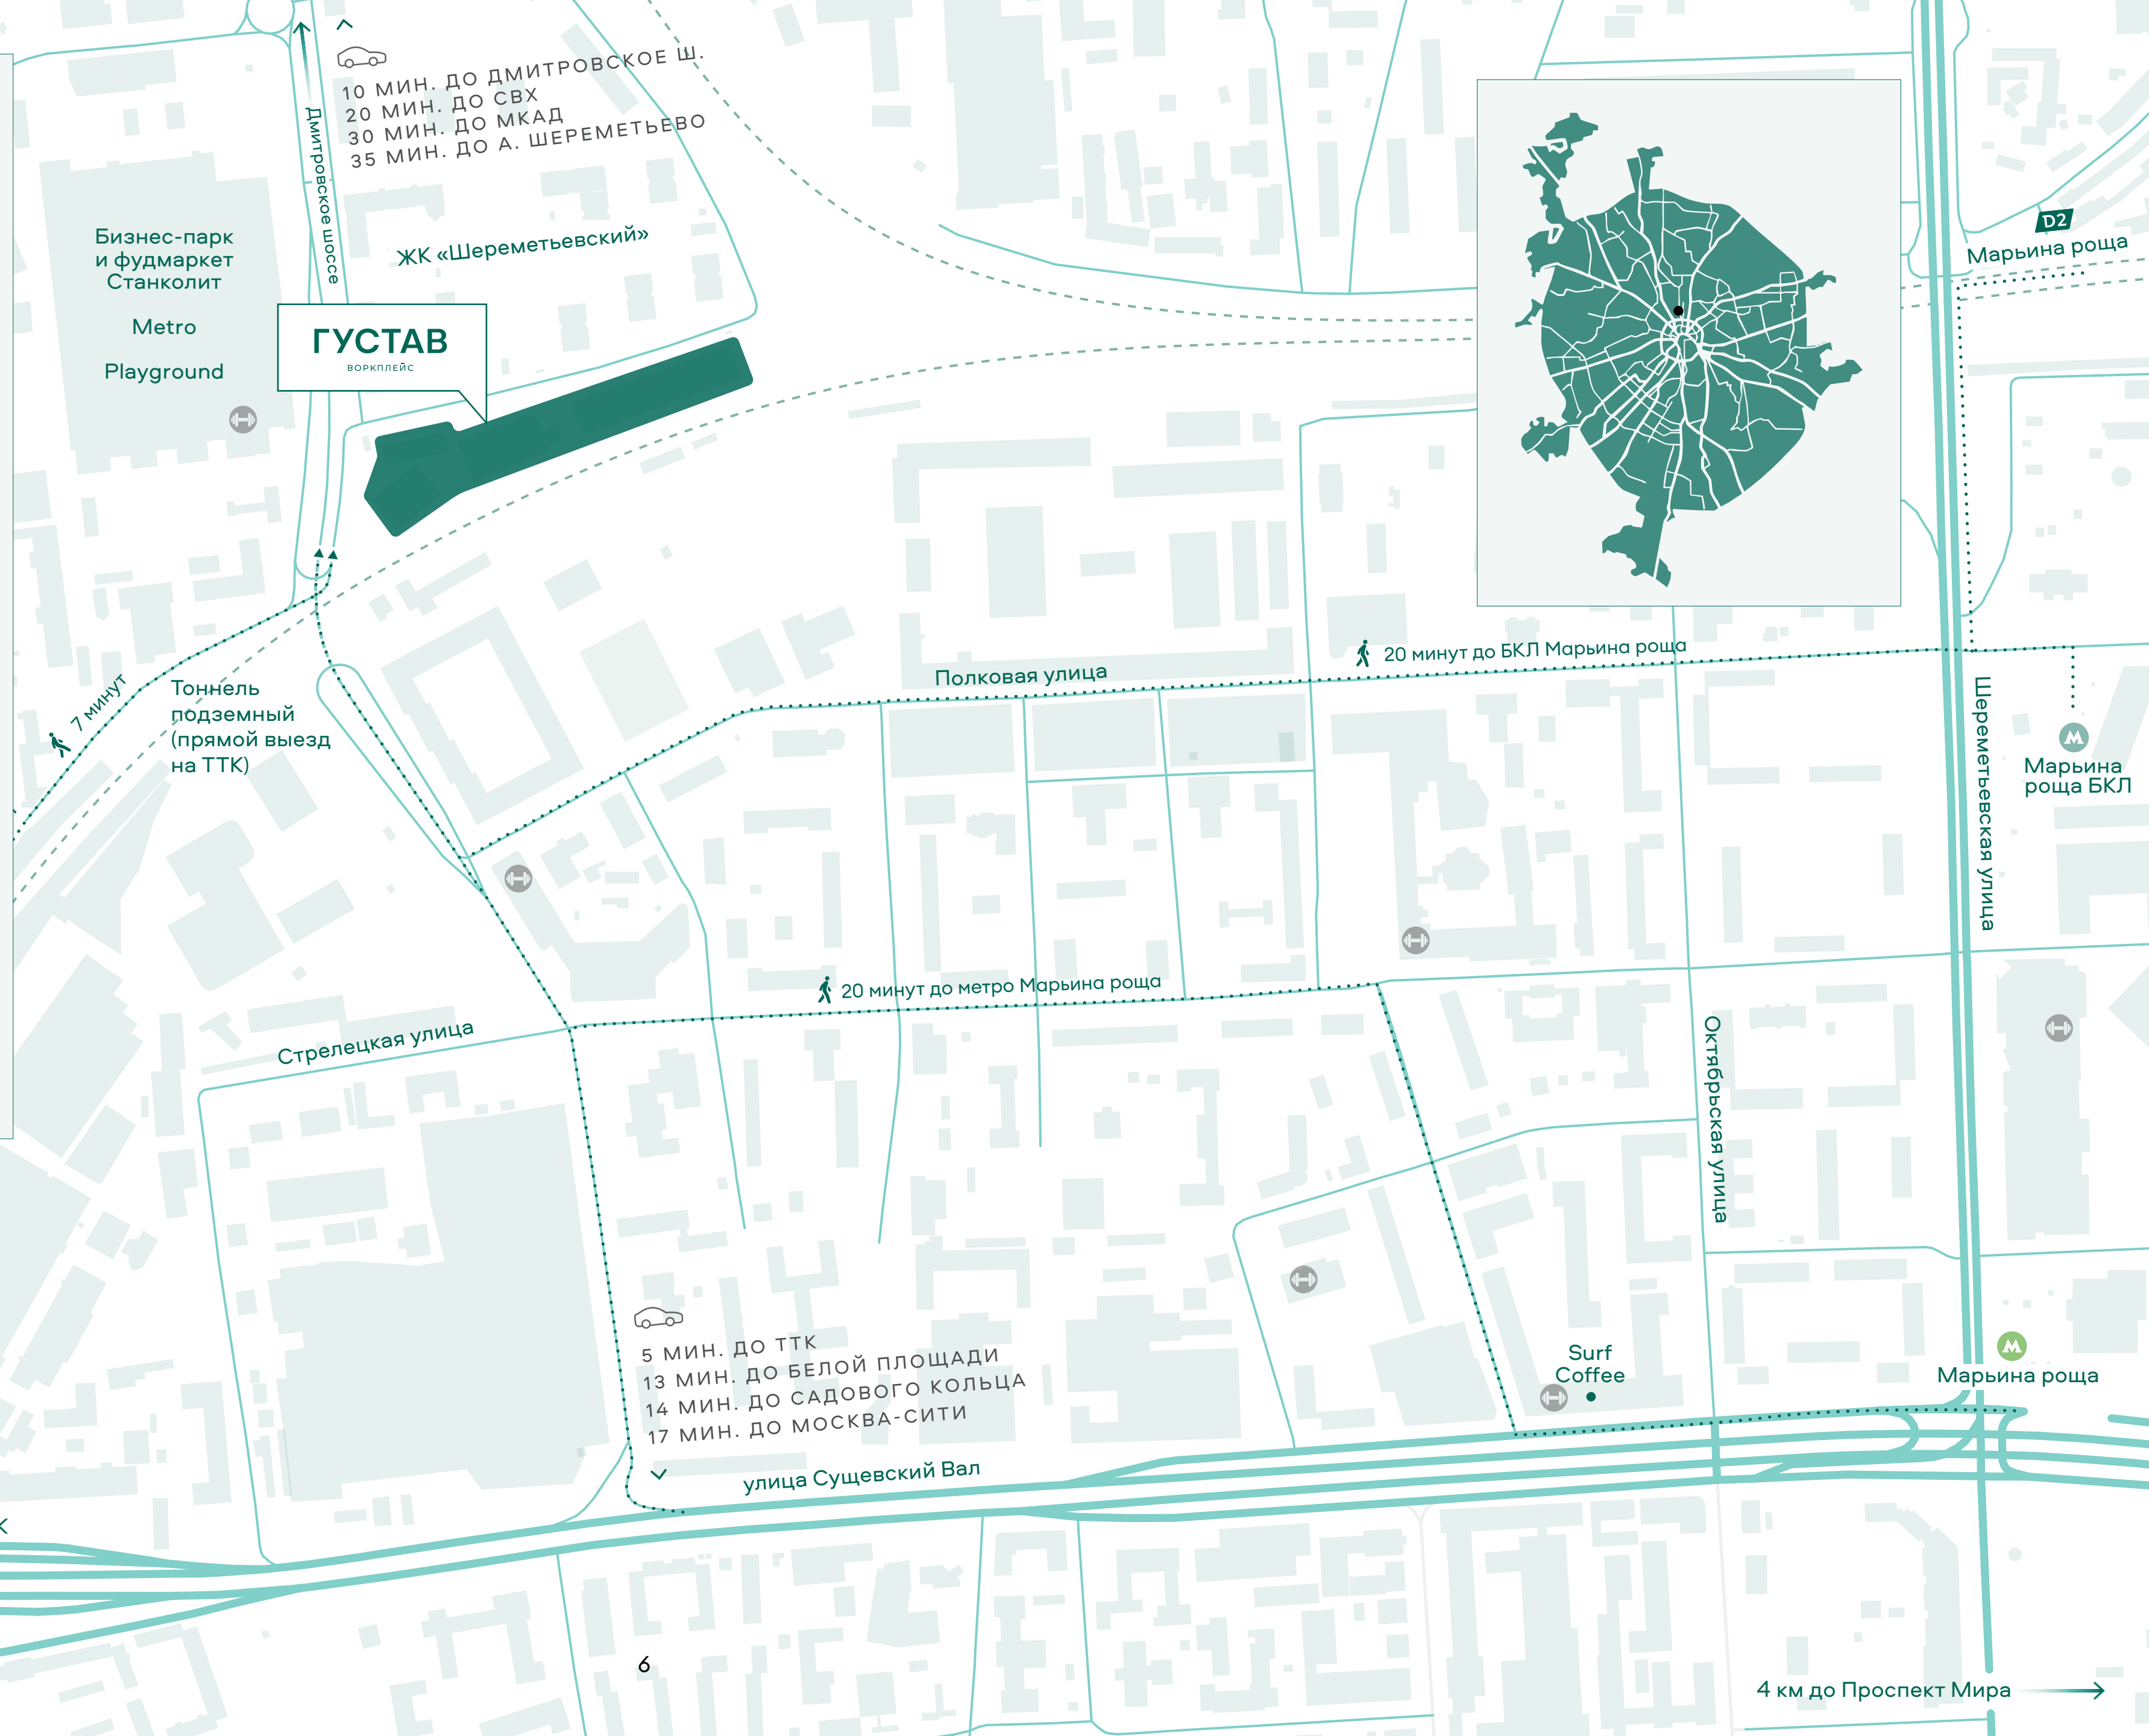 10 МИН. ДО ДМИТРОВСКОЕ Ш.
20 МИН. ДО СВХ
30 МИН. ДО МКАД
35 МИН. ДО А. ШЕРЕМЕТЬЕВО
Дмитровское шоссе
Бизнес-парк
и фудмаркет
Станколит
Metro
Playground
ЖК «Шереметьевский»
ГУСТАВ
ВОРКПЛЕЙС
D2
Марьина роща
7 минут
Тоннель
подземный
(прямой выезд
на ТТК)
Полковая улица
20 минут до БКЛ Марьина роща
Шереметьевская улица
Марьина
роща БКЛ
20 минут до метро Марьина роща
Стрелецкая улица
Октябрьская улица
5 МИН. ДО ТТК
13 МИН. ДО БЕЛОЙ ПЛОЩАДИ
14 МИН. ДО САДОВОГО КОЛЬЦА
17 МИН. ДО МОСКВА-СИТИ
Surf
Coffee
Марьина роща
улица Сущевский Вал
6
4 км до Проспект Мира